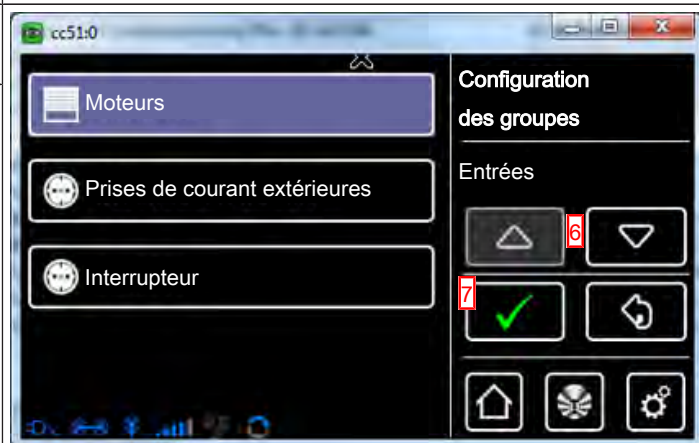 cc51:0
Moteurs
Prises de courant extérieures
Interrupteur
Configuration
des groupes
Entrées
6
7